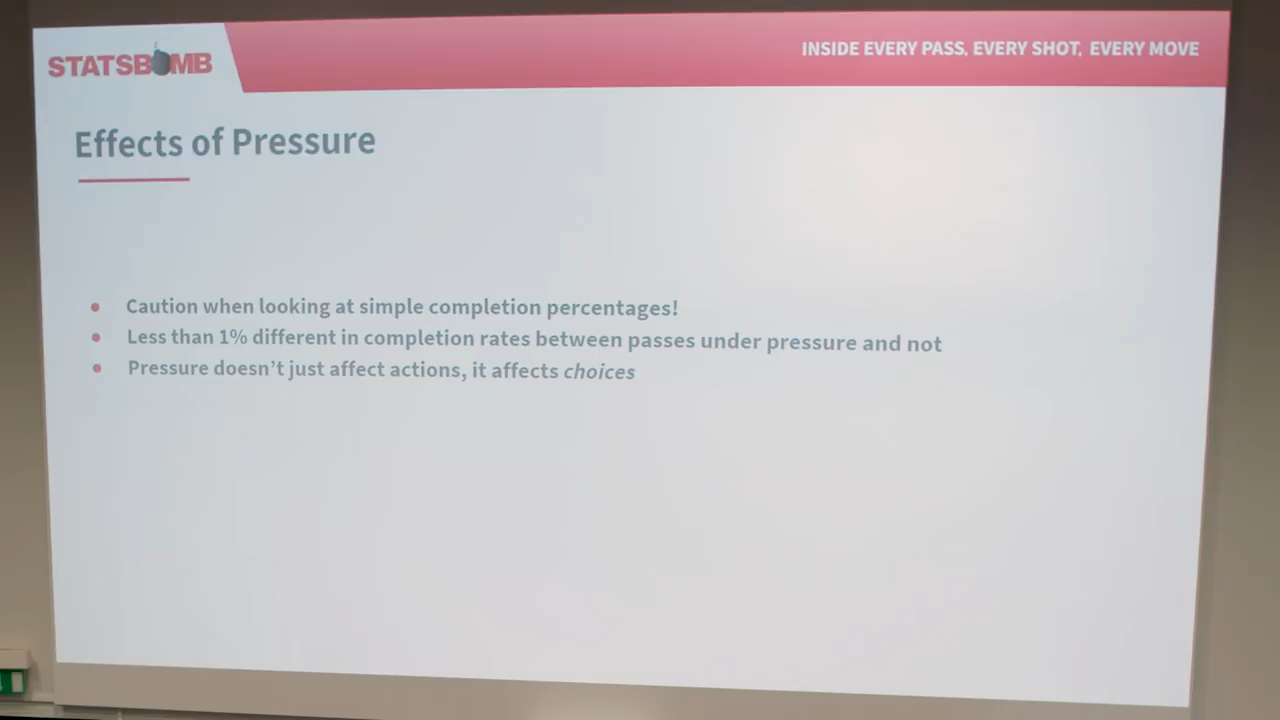 STATSBOMB
INSIDE EVERY PASS, EVERY SHOT, EVERY MOVE
Effects of Pressure
• Caution when looking at simple completion percentages!
• Less than 1% different in completion rates between passes under pressure and not
• Pressure doesn't just affect actions, it affects choices